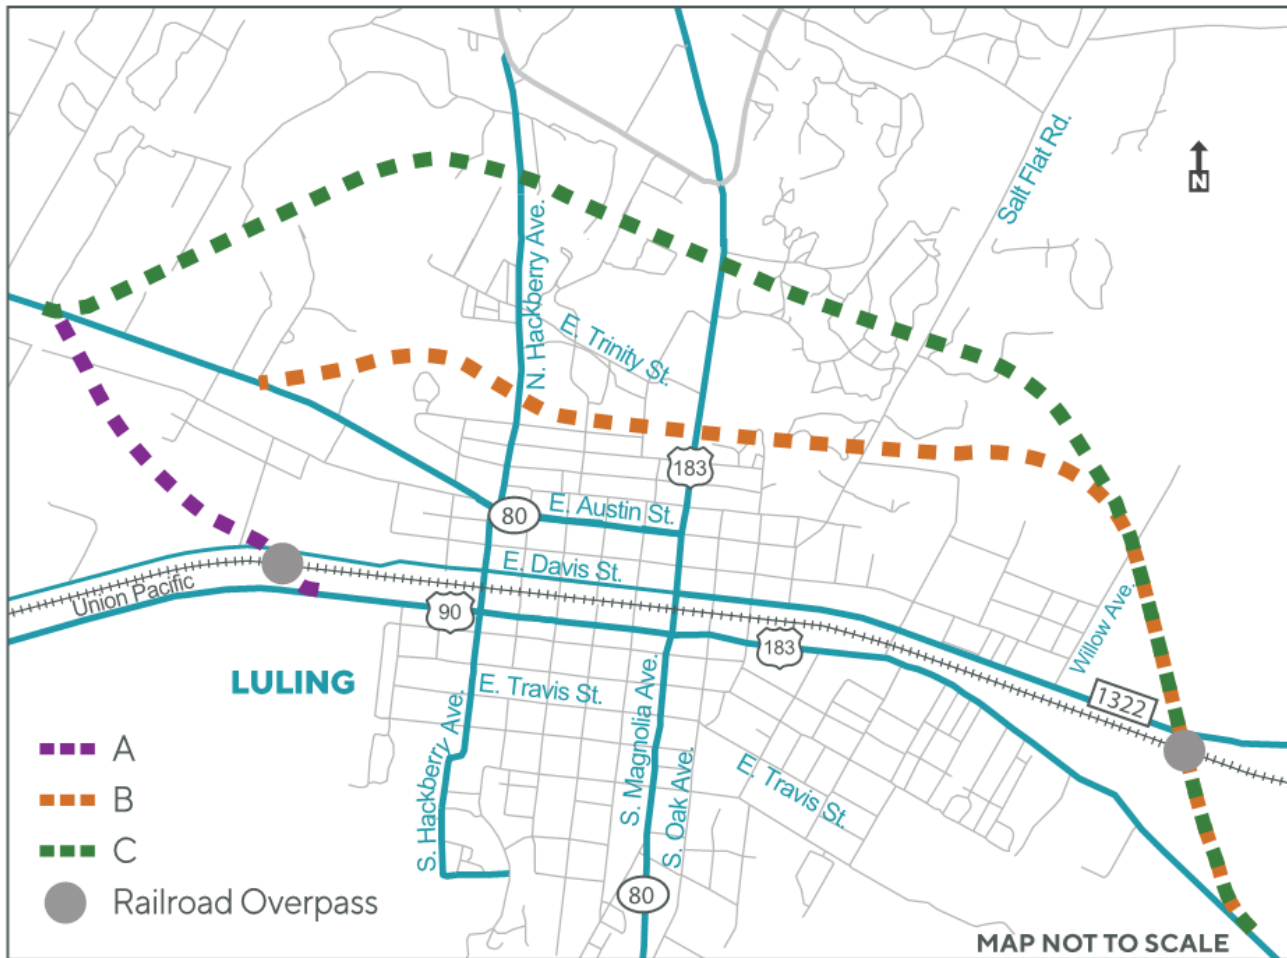 Salt Flat Rd.
N
N. Hackberry Ave.
E. Trinity St.
183
80
E. Austin St.
E. Davis St.
Union Pacific
90
183
Willow Ave.
1322
LULING
E. Travis St.
S. Hackberry Ave.
S. Magnolia Ave.
S. Oak Ave.
E. Travis St.
80
A
B
C
Railroad Overpass
MAP NOT TO SCALE